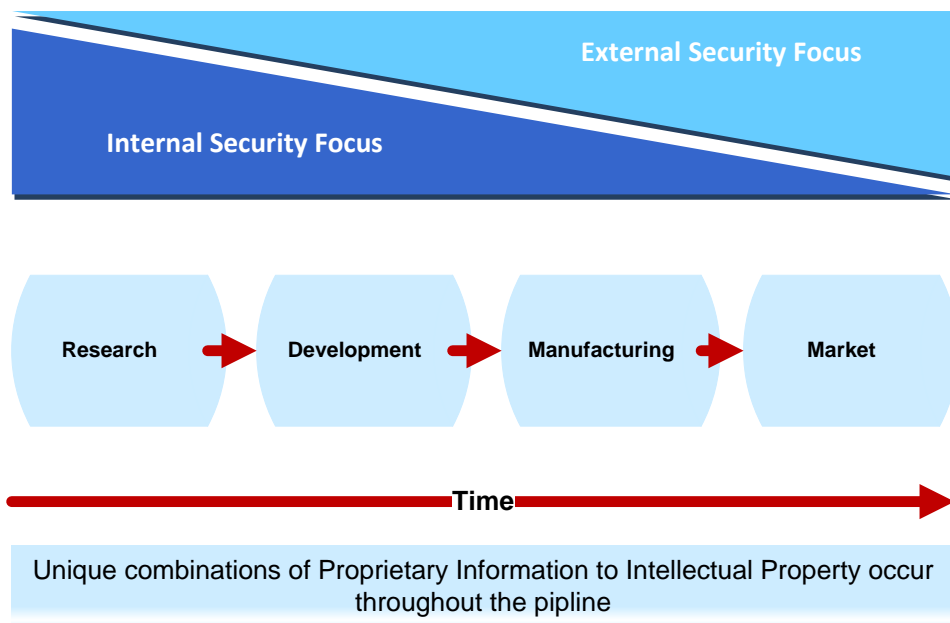 External Security Focus
Internal Security Focus
Research
Development
Manufacturing
Market
Time
Unique combinations of Proprietary Information to Intellectual Property occur
throughout the pipline